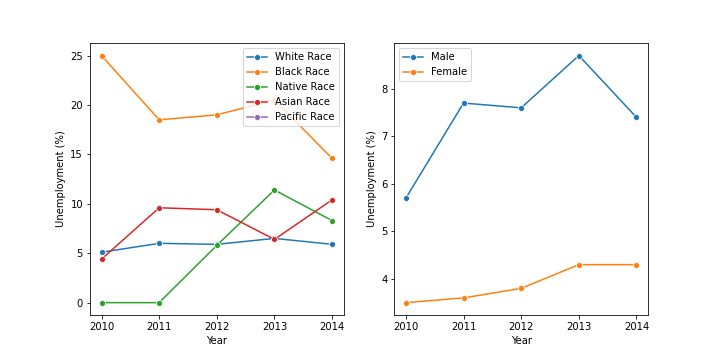 White Race
Black Race
Native Race
Asian Race
Pacific Race
Unemployment (%)
25
20
15
10
5
0
2010 2011 2012 2013 2014
Year
Male
Female
Unemployment (%)
8
7
6
5
4
2010 2011 2012 2013 2014
Year